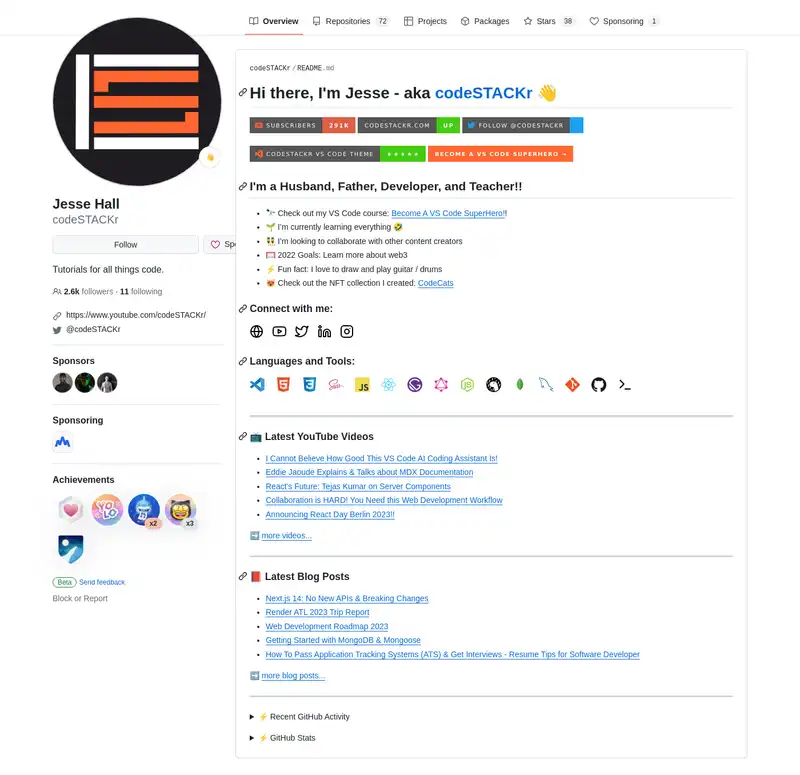 Overview Repositories 72 Projects Packages Stars 38 Sponsoring 1
Jesse Hall
codeSTACKr
Follow
Spo
Tutorials for all things code.
2.6k followers · 11 following
https://www.youtube.com/codeSTACKr/
@codeSTACKr
Sponsors
Sponsoring
Achievements
YOLO
x2
x3
Beta Send feedback
Block or Report
codeSTACKr / README.md
Hi there, I'm Jesse - aka codeSTACKr 👋
SUBSCRIBERS 291K CODESTACKR.COM UP FOLLOW @CODESTACKR
CODESTACKR VS CODE THEME ★★★★★ BECOME A VS CODE SUPERHERO →
I'm a Husband, Father, Developer, and Teacher!!
• 🔭 Check out my VS Code course: Become A VS Code SuperHero!!
• 🌱 I'm currently learning everything 🤣
• 👯 I'm looking to collaborate with other content creators
• 🥅 2022 Goals: Learn more about web3
• ⚡ Fun fact: I love to draw and play guitar / drums
• 😻 Check out the NFT collection I created: CodeCats
Connect with me:
Languages and Tools:
JS
📺 Latest YouTube Videos
• I Cannot Believe How Good This VS Code AI Coding Assistant Is!
• Eddie Jaoude Explains & Talks about MDX Documentation
• React's Future: Tejas Kumar on Server Components
• Collaboration is HARD! You Need this Web Development Workflow
• Announcing React Day Berlin 2023!!
➡️ more videos...
📕 Latest Blog Posts
• Next.js 14: No New APIs & Breaking Changes
• Render ATL 2023 Trip Report
• Web Development Roadmap 2023
• Getting Started with MongoDB & Mongoose
• How To Pass Application Tracking Systems (ATS) & Get Interviews - Resume Tips for Software Developer
➡️ more blog posts...
▶ ⚡ Recent GitHub Activity
▶ ⚡ GitHub Stats